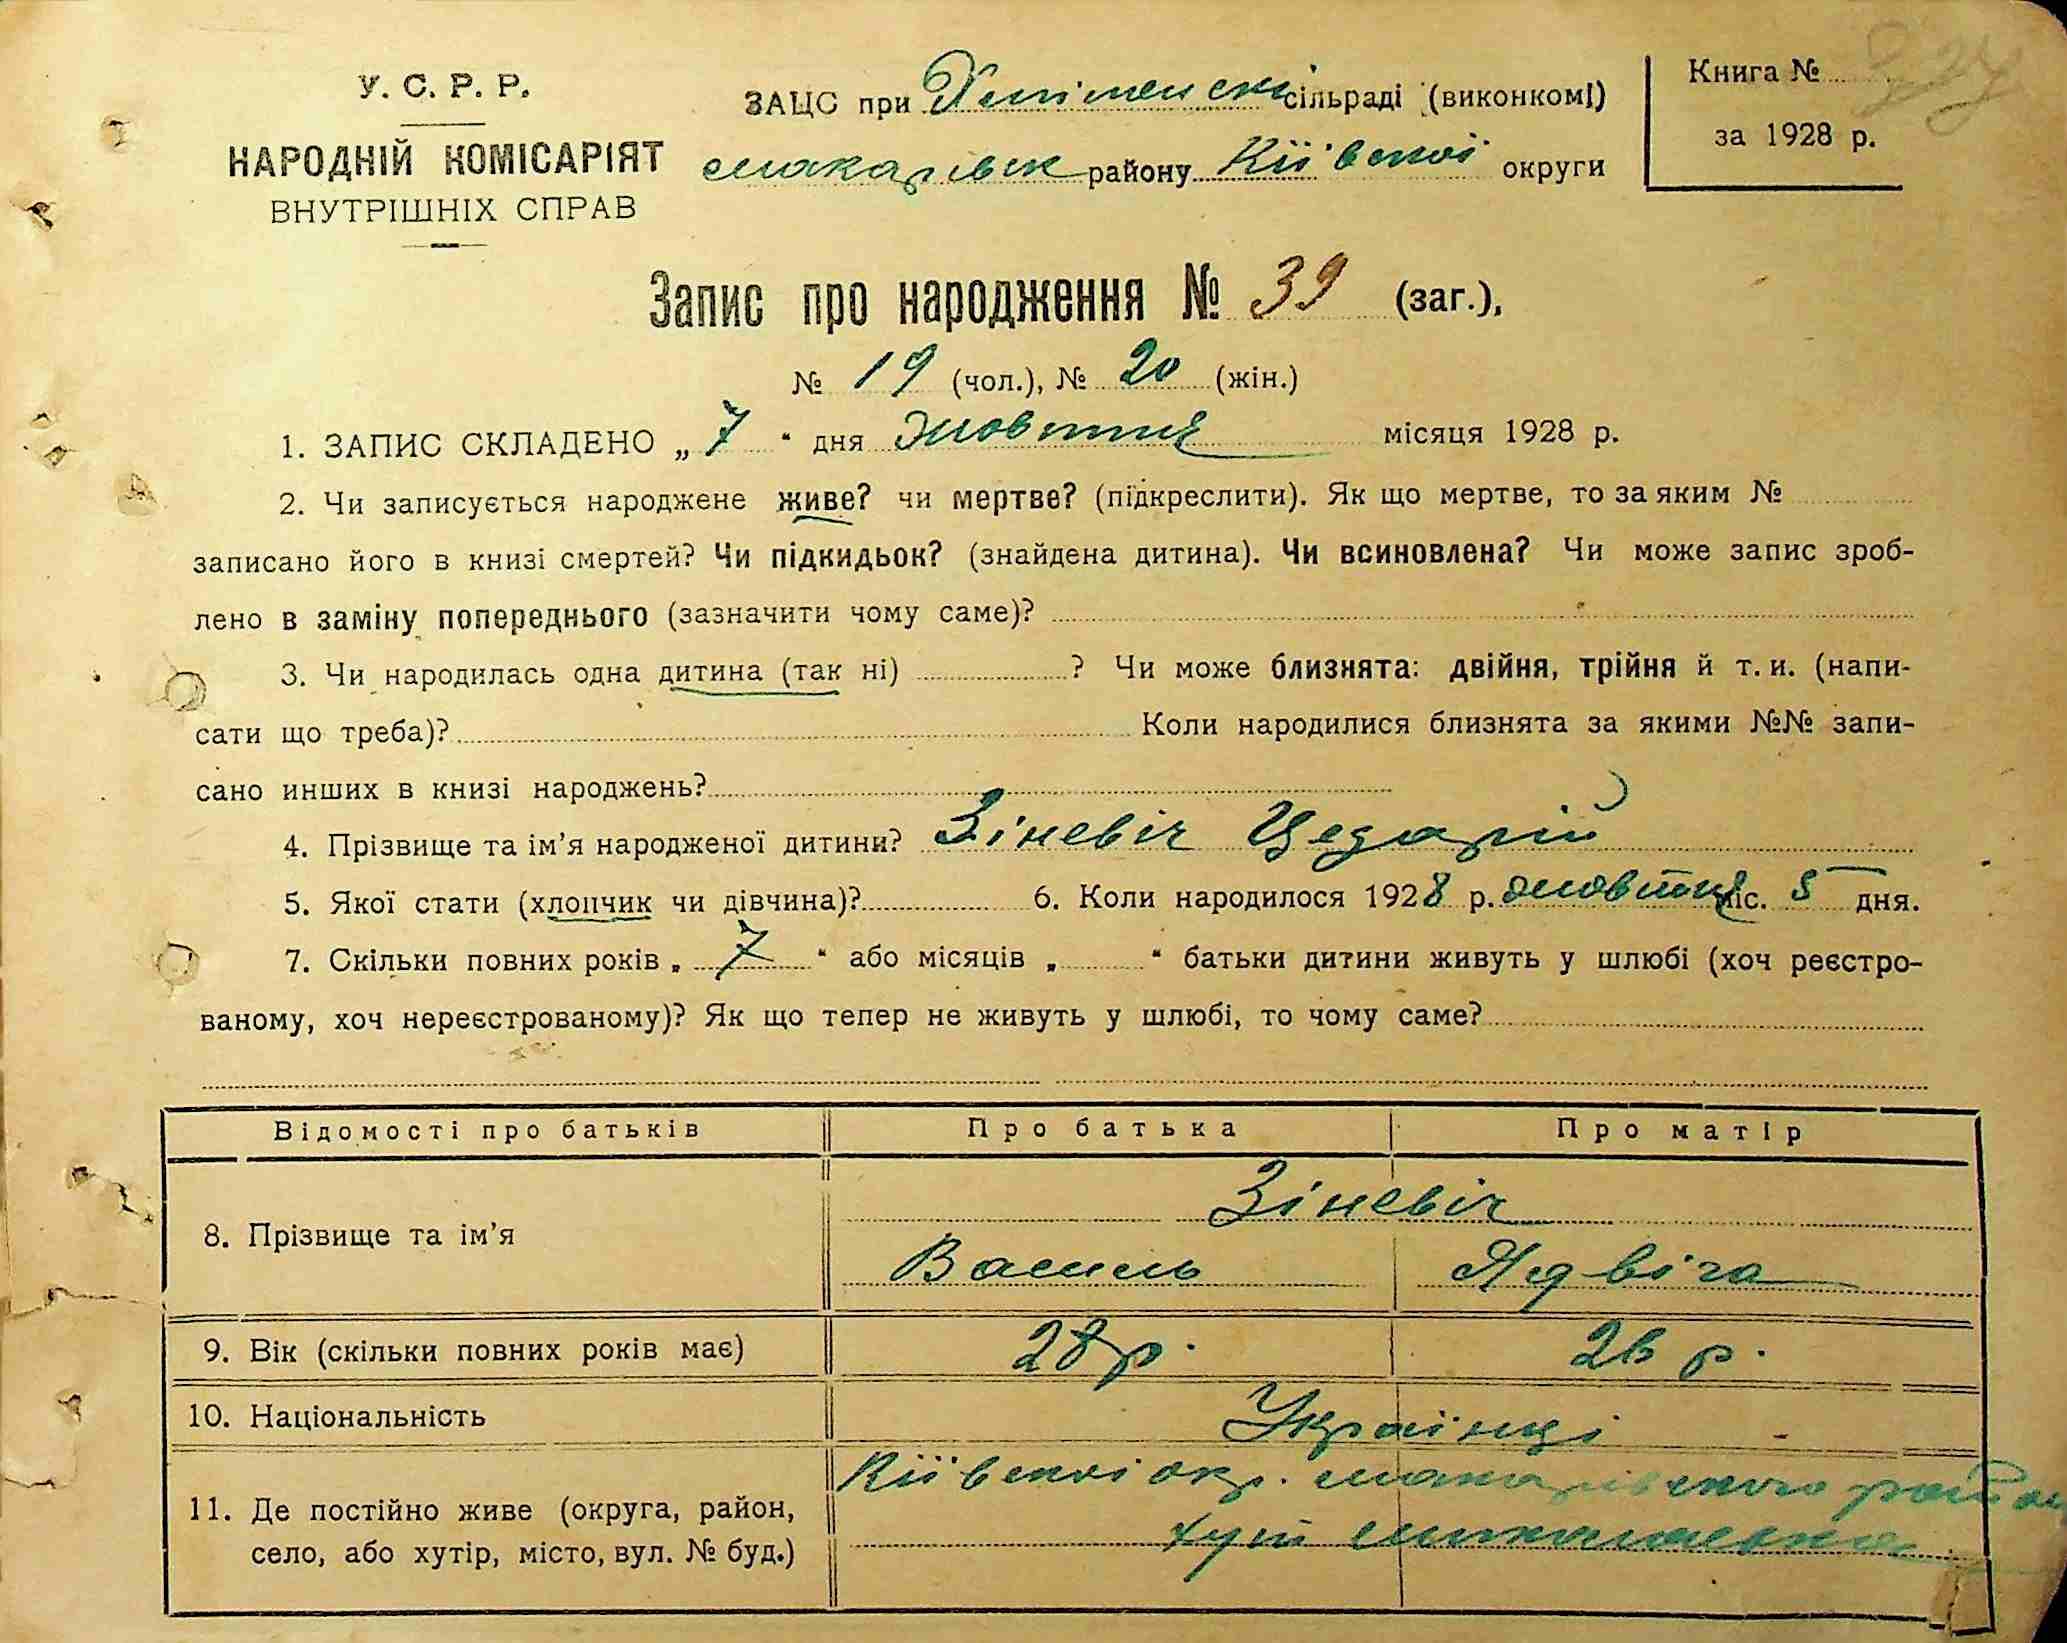 У. С. Р. Р.
НАРОДНІЙ КОМІСАРІЯТ
ВНУТРІШНІХ СПРАВ
ЗАЦС при сільраді (виконкомі)
макарівськ району Київської округи
Книга №
за 1928 р.
Запис про народження № 39 (заг.),
№ 19 (чол.), № 20 (жін.)
1. ЗАПИС СКЛАДЕНО „ 7 " дня жовтня місяця 1928 р.
2. Чи записується народжене живе? чи мертве? (підкреслити). Як що мертве, то за яким №
записано його в книзі смертей? Чи підкидьок? (знайдена дитина). Чи всиновлена? Чи може запис зроб-
лено в заміну попереднього (зазначити чому саме)?
3. Чи народилась одна дитина (так ні) ? Чи може близнята: двійня, трійня й т. и. (напи-
сати що треба)? Коли народилися близнята за якими №№ запи-
сано инших в книзі народжень?
4. Прізвище та ім'я народженої дитини? Зіневіч Цедарій
5. Якої стати (хлопчик чи дівчина)? 6. Коли народилося 1928 р. жовтня міс. 5 дня.
7. Скільки повних років „ 7 " або місяців „ " батьки дитини живуть у шлюбі (хоч реєстро-
ваному, хоч нереєстрованому)? Як що тепер не живуть у шлюбі, то чому саме?
Відомості про батьків Про батька Про матір
Зіневіч
8. Прізвище та ім'я Василь Ядвіга
9. Вік (скільки повних років має) 28 р. 26 р.
10. Національність Українці
11. Де постійно живе (округа, район, Київської окр. макарівського району
село, або хутір, місто, вул. № буд.) хут